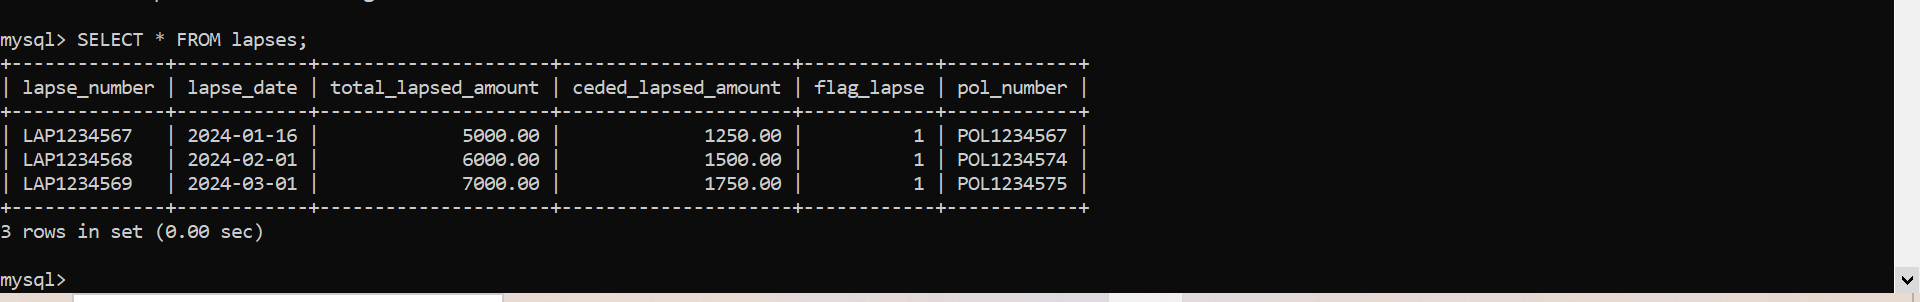 mysql> SELECT * FROM lapses;
+--------------+------------+---------------------+---------------------+------------+------------+
| lapse_number | lapse_date | total_lapsed_amount | ceded_lapsed_amount | flag_lapse | pol_number |
+--------------+------------+---------------------+---------------------+------------+------------+
| LAP1234567   | 2024-01-16 |             5000.00 |             1250.00 |          1 | POL1234567 |
| LAP1234568   | 2024-02-01 |             6000.00 |             1500.00 |          1 | POL1234574 |
| LAP1234569   | 2024-03-01 |             7000.00 |             1750.00 |          1 | POL1234575 |
+--------------+------------+---------------------+---------------------+------------+------------+
3 rows in set (0.00 sec)
mysql>